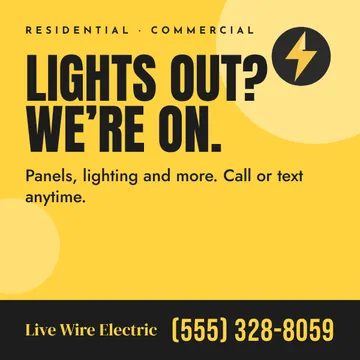 RESIDENTIAL · COMMERCIAL
LIGHTS OUT?
WE’RE ON.
Panels, lighting and more. Call or text
anytime.
Live Wire Electric
(555) 328-8059